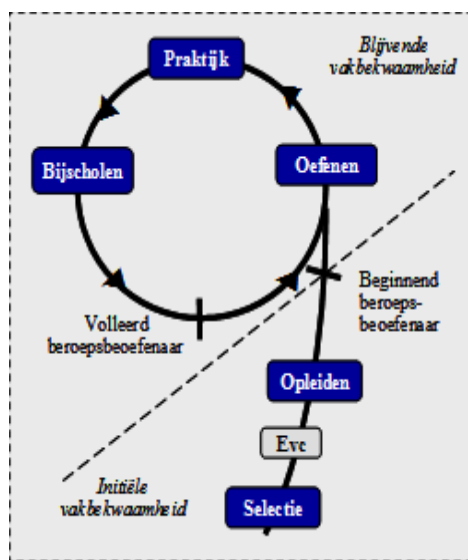 Praktijk
Blijvende
vakbekwaamheid
Bijscholen
Oefenen
Beginnend
beroeps-
beoefenaar
Volleerd
beroepsbeoefenaar
Opleiden
Evc
Initiële
vakbekwaamheid
Selectie